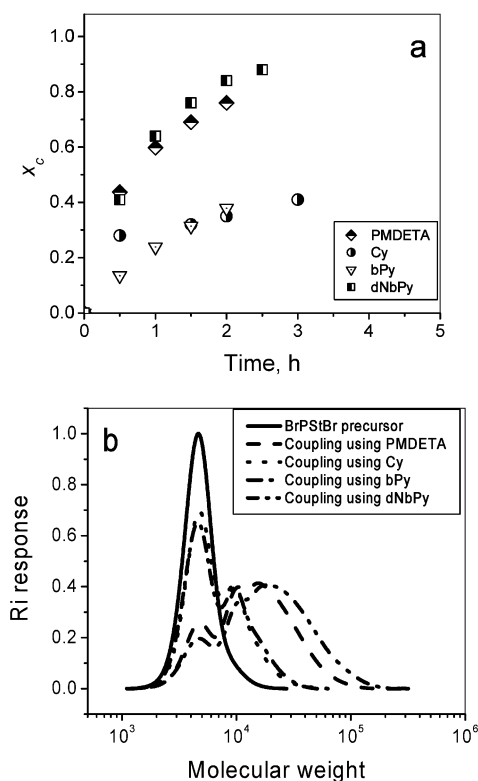 a
1.0
0.8
0.6
0.4
0.2
0.0
x_c
PMDETA
Cy
bPy
dNbPy
0 1 2 3 4 5
Time, h
b
BrPStBr precursor
Coupling using PMDETA
Coupling using Cy
Coupling using bPy
Coupling using dNbPy
1.0
0.8
0.6
0.4
0.2
0.0
Ri response
10^3 10^4 10^5 10^6
Molecular weight